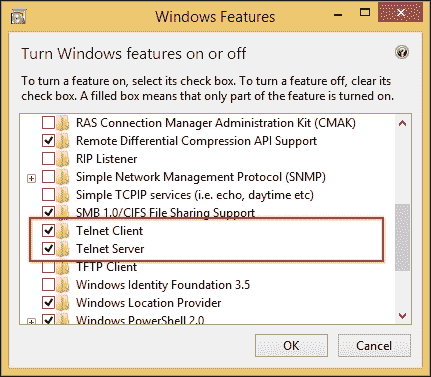 Windows Features
Turn Windows features on or off
To turn a feature on, select its check box. To turn a feature off, clear its
check box. A filled box means that only part of the feature is turned on.
RAS Connection Manager Administration Kit (CMAK)
Remote Differential Compression API Support
RIP Listener
Simple Network Management Protocol (SNMP)
Simple TCPIP services (i.e. echo, daytime etc)
SMB 1.0/CIFS File Sharing Support
Telnet Client
Telnet Server
TFTP Client
Windows Identity Foundation 3.5
Windows Location Provider
Windows PowerShell 2.0
OK
Cancel